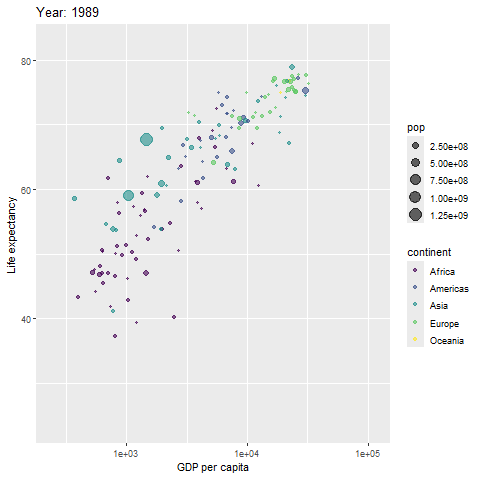 Year: 1989
80
60
40
Life expectancy
1e+03
1e+04
1e+05
GDP per capita
pop
2.50e+08
5.00e+08
7.50e+08
1.00e+09
1.25e+09
continent
Africa
Americas
Asia
Europe
Oceania